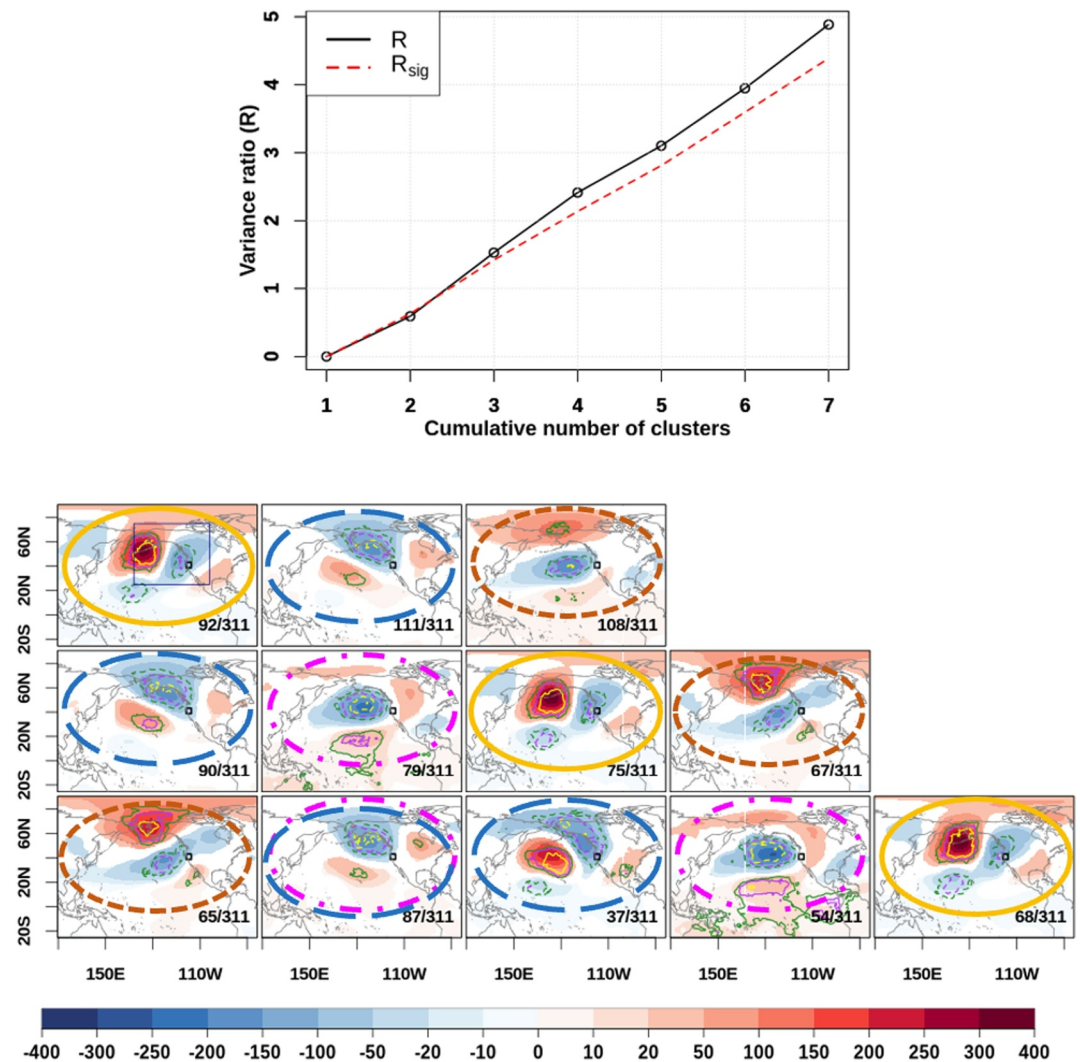 R
R_sig
Variance ratio (R)
5
4
3
2
1
0
1 2 3 4 5 6 7
Cumulative number of clusters
60N
20N
20S
92/311 111/311 108/311
60N
20N
20S
90/311 79/311 75/311 67/311
60N
20N
20S
65/311 87/311 37/311 54/311 68/311
150E 110W 150E 110W 150E 110W 150E 110W 150E 110W
-400 -300 -250 -200 -150 -100 -50 -20 -10 0 10 20 50 100 150 200 250 300 400